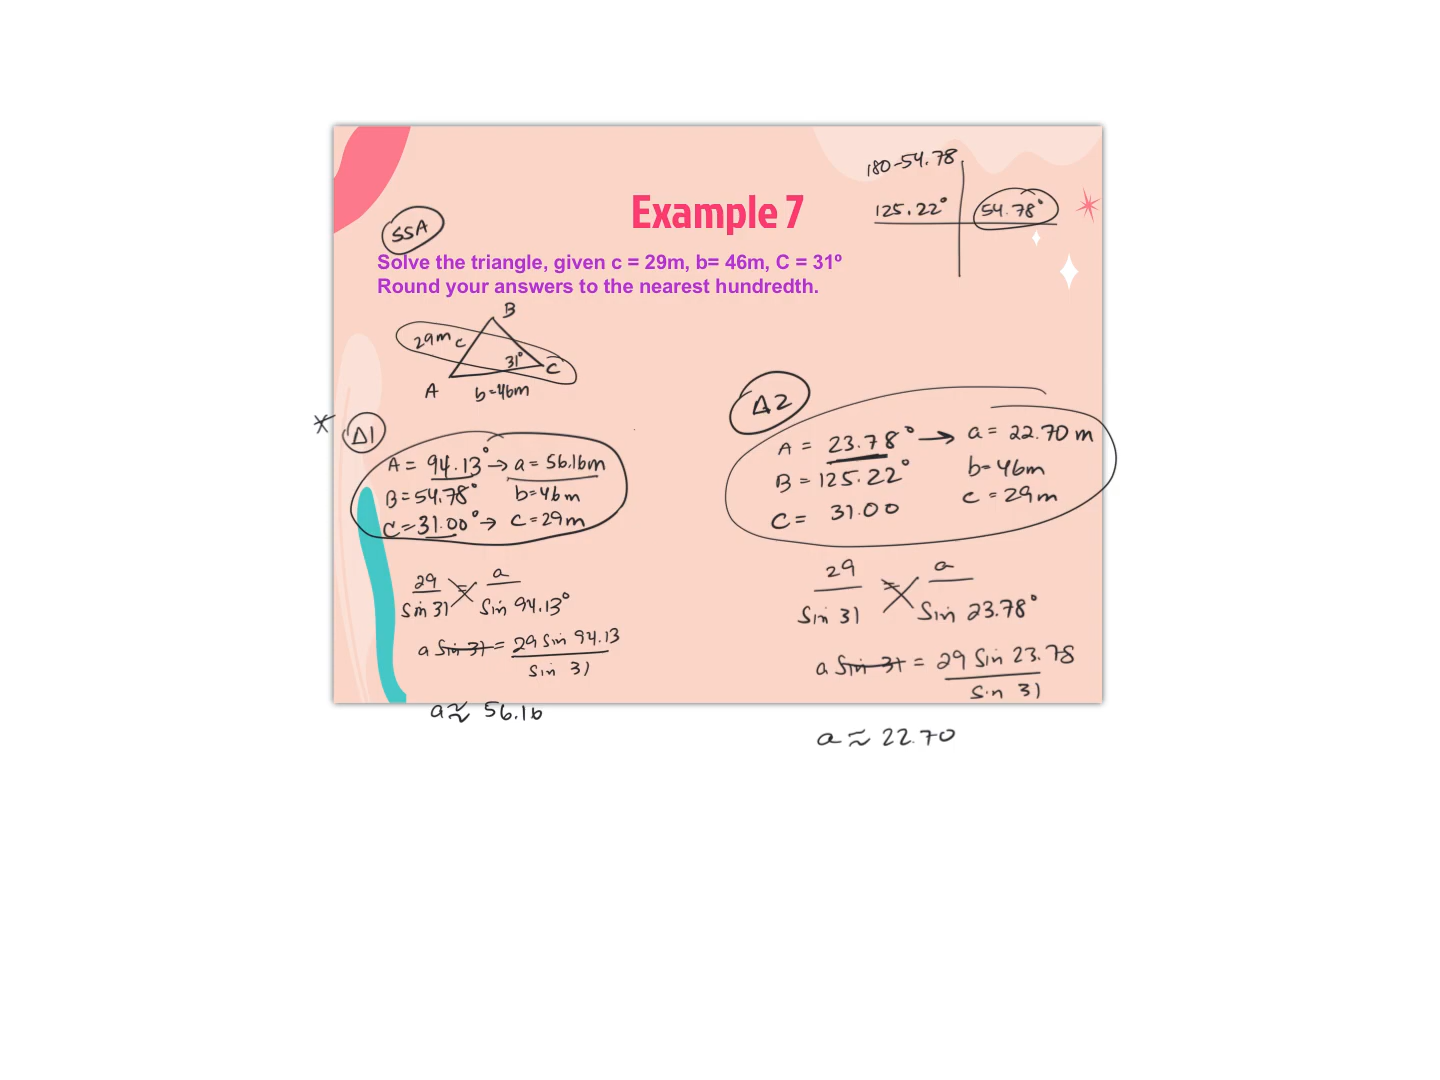 180-54.78
125.22° 54.78°
Example 7
SSA
Solve the triangle, given c = 29m, b= 46m, C = 31º
Round your answers to the nearest hundredth.
B
29m c
31° C
A
b=46m
* Δ1
A = 94.13° → a = 56.16m
B = 54.78° b=46m
C = 31.00° → c = 29m
29 = a
sin 31 sin 94.13°
a sin 31 = 29 sin 94.13
sin 31
a ≈ 56.16
Δ2
A = 23.78° → a = 22.70 m
B = 125.22° b=46m
C = 31.00 c = 29m
29 = a
sin 31 sin 23.78°
a sin 31 = 29 sin 23.78
sin 31
a ≈ 22.70